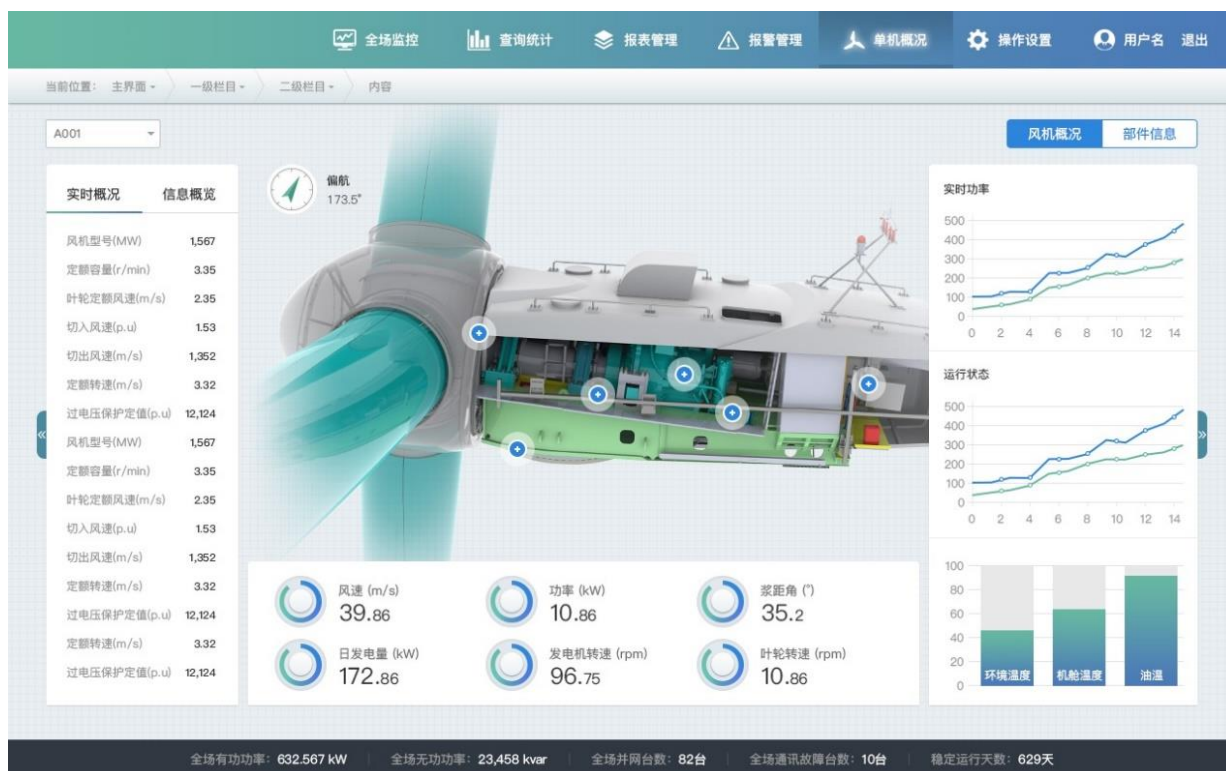 全场监控 查询统计 报表管理 报警管理 单机概况 操作设置 用户名 退出
当前位置: 主界面 一级栏目 二级栏目 内容
A001
风机概况 部件信息
实时概况 信息概览
风机型号(MW) 1,567
定额容量(r/min) 3.35
叶轮定额风速(m/s) 2.35
切入风速(p.u) 1.53
切出风速(m/s) 1,352
定额转速(m/s) 3.32
过电压保护定值(p.u) 12,124
风机型号(MW) 1,567
定额容量(r/min) 3.35
叶轮定额风速(m/s) 2.35
切入风速(p.u) 1.53
切出风速(m/s) 1,352
定额转速(m/s) 3.32
过电压保护定值(p.u) 12,124
定额转速(m/s) 3.32
过电压保护定值(p.u) 12,124
偏航
173.5°
风速 (m/s)
39.86
功率 (kW)
10.86
浆距角 (°)
35.2
日发电量 (kW)
172.86
发电机转速 (rpm)
96.75
叶轮转速 (rpm)
10.86
实时功率
500
400
300
200
100
0
0 2 4 6 8 10 12 14
运行状态
500
400
300
200
100
0
0 2 4 6 8 10 12 14
100
80
60
40
20
0
环境温度 机舱温度 油温
全场有功功率: 632.567 kW 全场无功功率: 23,458 kvar 全场并网台数: 82台 全场通讯故障台数: 10台 稳定运行天数: 629天